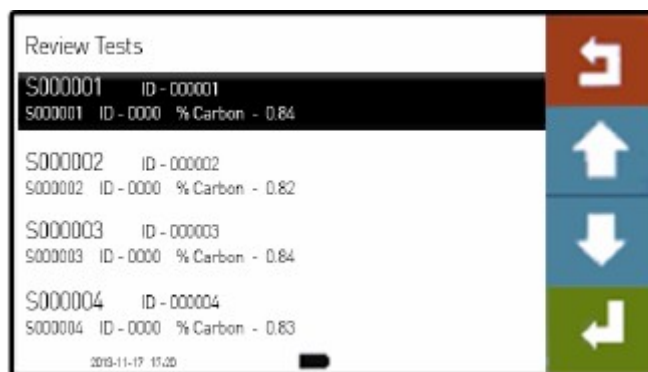 Review Tests
S000001 ID - 000001
S000001 ID - 0000 % Carbon - 0.84
S000002 ID - 000002
S000002 ID - 0000 % Carbon - 0.82
S000003 ID - 000003
S000003 ID - 0000 % Carbon - 0.84
S000004 ID - 000004
S000004 ID - 0000 % Carbon - 0.83
2013-11-17 17:20